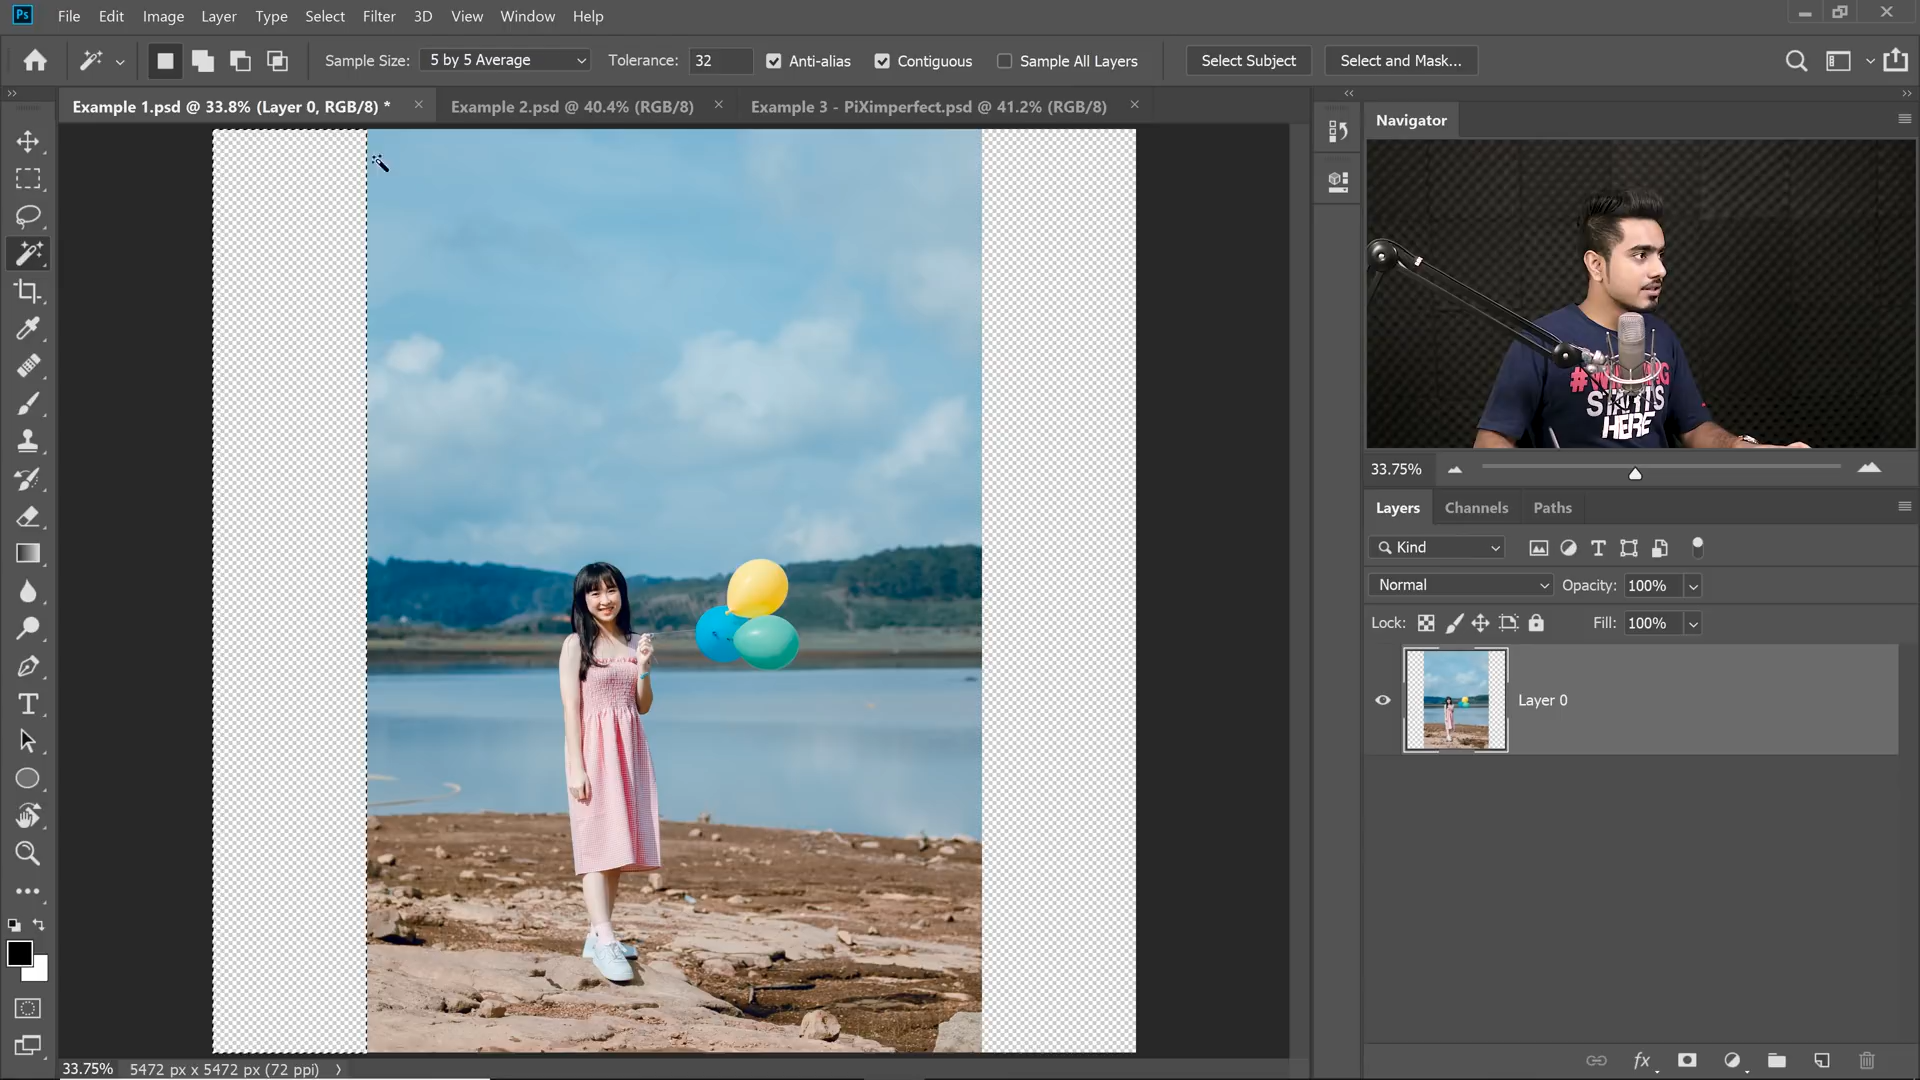 Ps File Edit Image Layer Type Select Filter 3D View Window Help
Sample Size: 5 by 5 Average Tolerance: 32 Anti-alias Contiguous Sample All Layers Select Subject Select and Mask...
Example 1.psd @ 33.8% (Layer 0, RGB/8) * Example 2.psd @ 40.4% (RGB/8) Example 3 - PiXimperfect.psd @ 41.2% (RGB/8)
Navigator
STARTS
HERE
33.75%
Layers Channels Paths
Kind
Normal Opacity: 100%
Lock: Fill: 100%
Layer 0
fx
33.75% 5472 px x 5472 px (72 ppi)